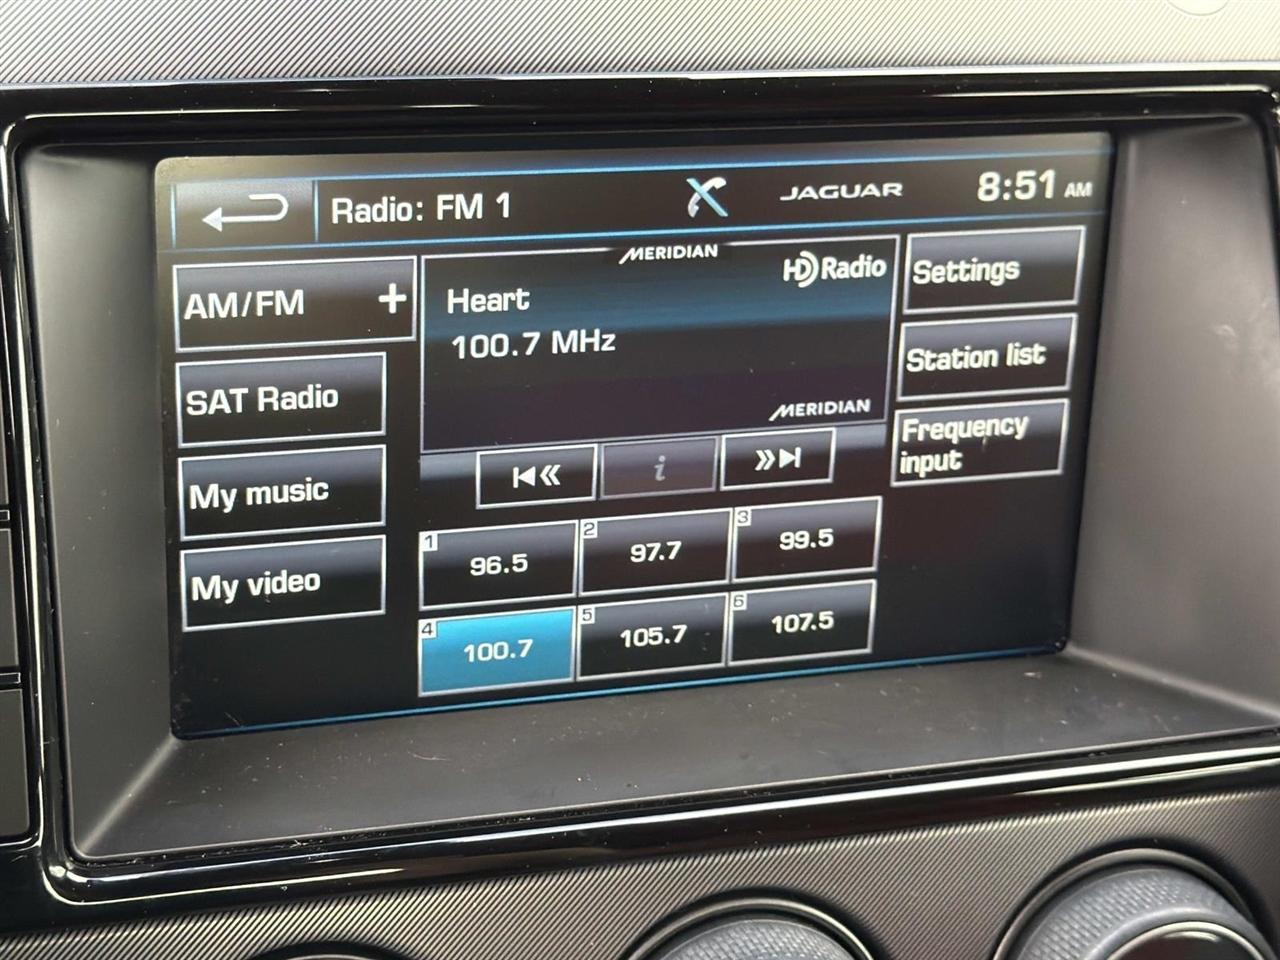 Radio: FM 1
JAGUAR
8:51 AM
AM/FM +
SAT Radio
My music
My video
MERIDIAN
HD Radio
Heart
100.7 MHz
MERIDIAN
i
1 96.5
2 97.7
3 99.5
4 100.7
5 105.7
6 107.5
Settings
Station list
Frequency
input